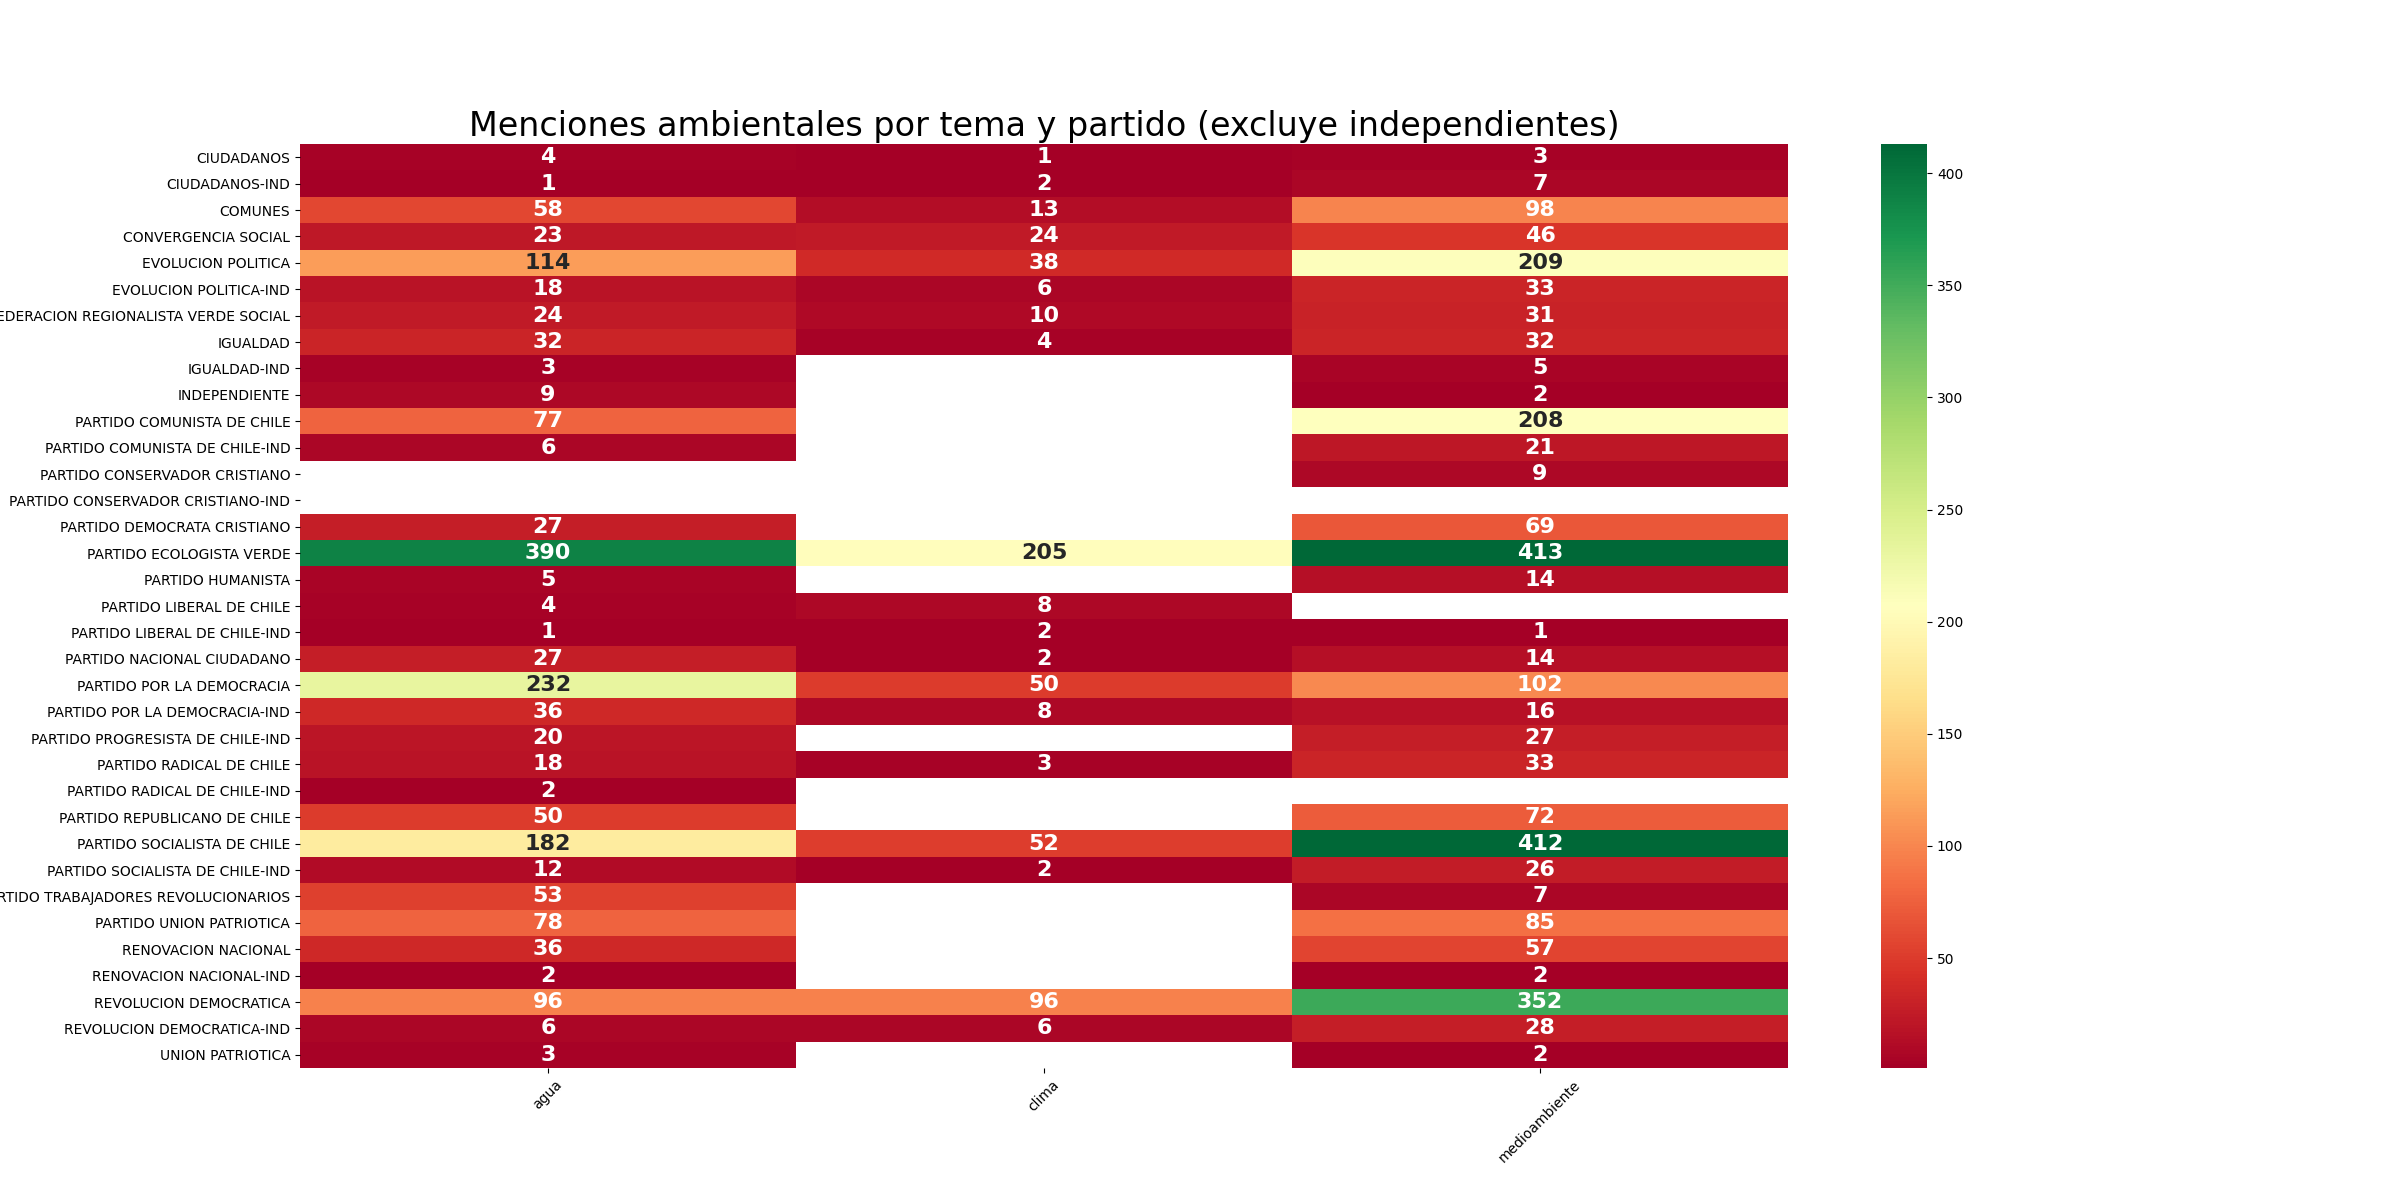 Menciones ambientales por tema y partido (excluye independientes)
CIUDADANOS 4 1 3
CIUDADANOS-IND 1 2 7
COMUNES 58 13 98
CONVERGENCIA SOCIAL 23 24 46
EVOLUCION POLITICA 114 38 209
EVOLUCION POLITICA-IND 18 6 33
EDERACION REGIONALISTA VERDE SOCIAL 24 10 31
IGUALDAD 32 4 32
IGUALDAD-IND 3 5
INDEPENDIENTE 9 2
PARTIDO COMUNISTA DE CHILE 77 208
PARTIDO COMUNISTA DE CHILE-IND 6 21
PARTIDO CONSERVADOR CRISTIANO 9
PARTIDO CONSERVADOR CRISTIANO-IND
PARTIDO DEMOCRATA CRISTIANO 27 69
PARTIDO ECOLOGISTA VERDE 390 205 413
PARTIDO HUMANISTA 5 14
PARTIDO LIBERAL DE CHILE 4 8
PARTIDO LIBERAL DE CHILE-IND 1 2 1
PARTIDO NACIONAL CIUDADANO 27 2 14
PARTIDO POR LA DEMOCRACIA 232 50 102
PARTIDO POR LA DEMOCRACIA-IND 36 8 16
PARTIDO PROGRESISTA DE CHILE-IND 20 27
PARTIDO RADICAL DE CHILE 18 3 33
PARTIDO RADICAL DE CHILE-IND 2
PARTIDO REPUBLICANO DE CHILE 50 72
PARTIDO SOCIALISTA DE CHILE 182 52 412
PARTIDO SOCIALISTA DE CHILE-IND 12 2 26
RTIDO TRABAJADORES REVOLUCIONARIOS 53 7
PARTIDO UNION PATRIOTICA 78 85
RENOVACION NACIONAL 36 57
RENOVACION NACIONAL-IND 2 2
REVOLUCION DEMOCRATICA 96 96 352
REVOLUCION DEMOCRATICA-IND 6 6 28
UNION PATRIOTICA 3 2
agua clima medioambiente
400
350
300
250
200
150
100
50